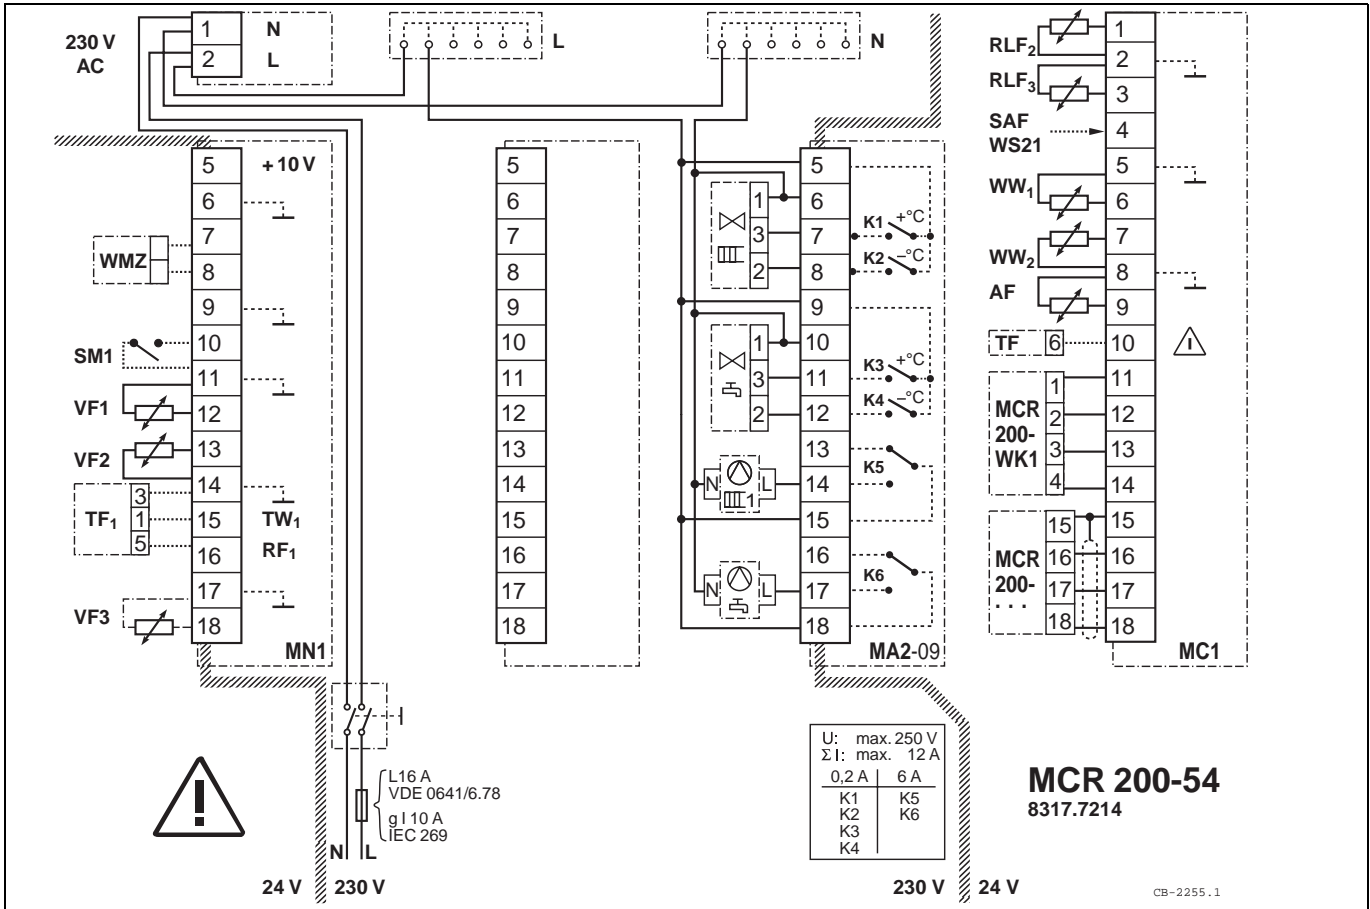 230 V
AC
1 N
2 L
L
N
5 + 10 V
6
7
8
WMZ
9
10
SM1
11
VF1
12
VF2
13
14
TF1
3
1
5
15 TW1
16 RF1
17
VF3
18
MN1
5
6
7
8
9
10
11
12
13
14
15
16
17
18
5
1
6
3
7
K1 +°C
2
8
K2 –°C
9
1
10
3
11
K3 +°C
2
12
K4 –°C
13
K5
N L
1
14
15
16
K6
N L
17
18
MA2-09
RLF2
1
2
RLF3
3
SAF
WS21
4
5
WW1
6
WW2
7
8
AF
9
TF 6
10
MCR
200-
WK1
1
2
3
4
11
12
13
14
MCR
200-
. . .
15
16
17
18
15
16
17
18
MC1
L16 A
VDE 0641/6.78
g I 10 A
IEC 269
N L
24 V 230 V
U: max. 250 V
Σ I: max. 12 A
0,2 A 6 A
K1 K5
K2 K6
K3
K4
MCR 200-54
8317.7214
230 V 24 V
CB-2255.1